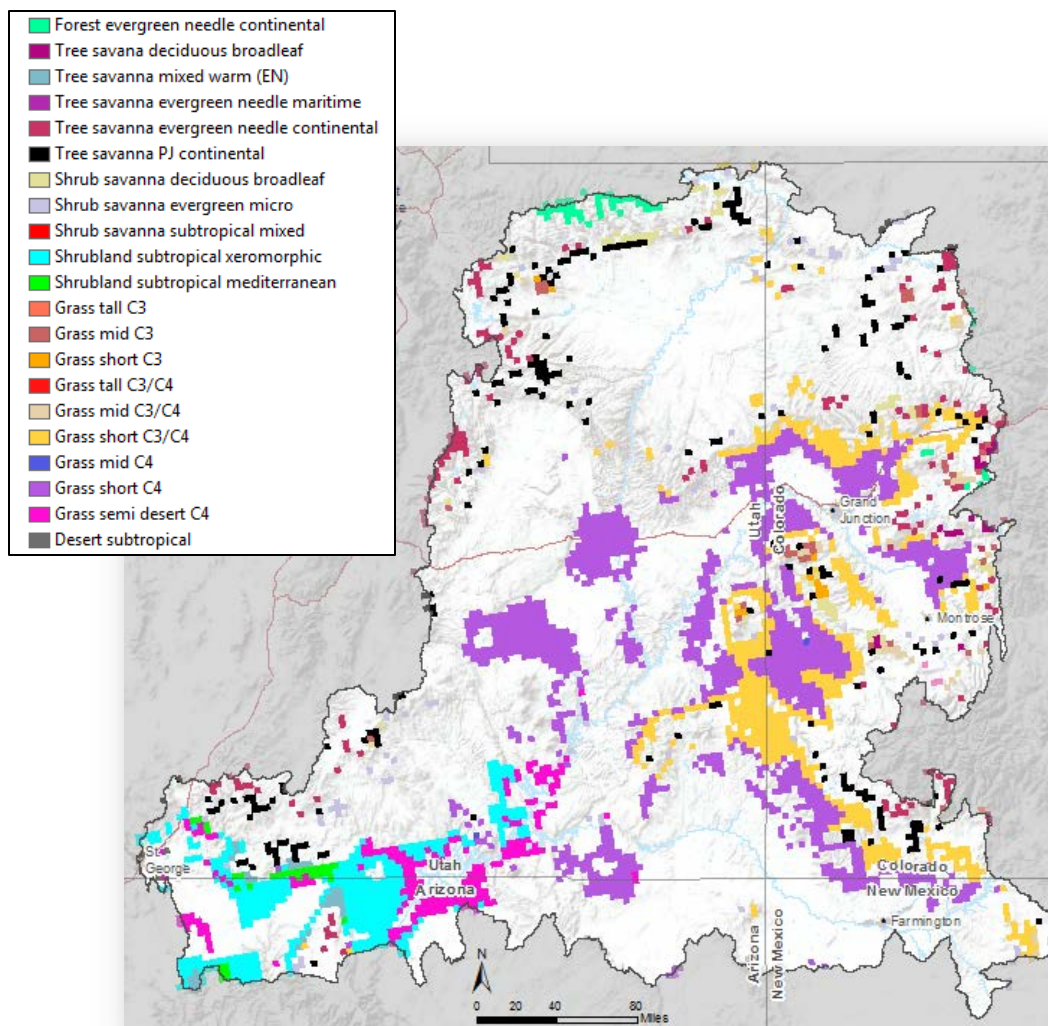 Forest evergreen needle continental
Tree savana deciduous broadleaf
Tree savanna mixed warm (EN)
Tree savanna evergreen needle maritime
Tree savanna evergreen needle continental
Tree savanna PJ continental
Shrub savanna deciduous broadleaf
Shrub savanna evergreen micro
Shrub savanna subtropical mixed
Shrubland subtropical xeromorphic
Shrubland subtropical mediterranean
Grass tall C3
Grass mid C3
Grass short C3
Grass tall C3/C4
Grass mid C3/C4
Grass short C3/C4
Grass mid C4
Grass short C4
Grass semi desert C4
Desert subtropical
Utah
Colorado
Grand
Junction
Montrose
St.
George
Utah
Arizona
Colorado
New Mexico
Farmington
Arizona
New Mexico
N
0 20 40 80
Miles